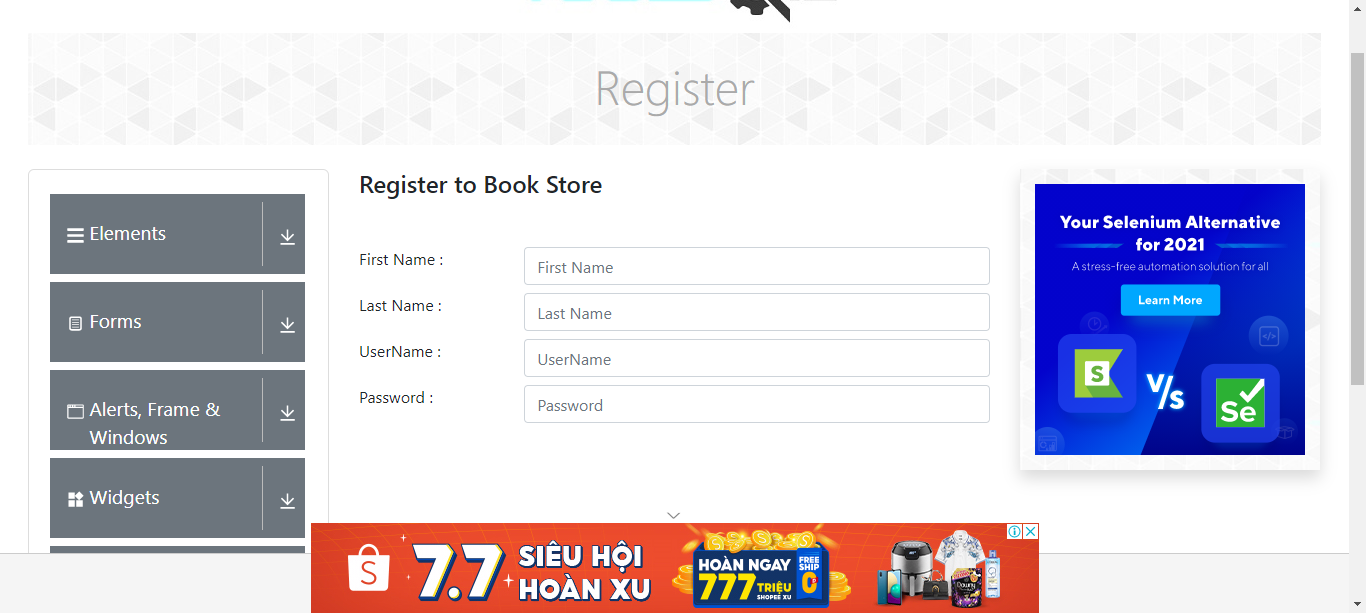 Register
Elements
Forms
Alerts, Frame &
Windows
Widgets
Register to Book Store
First Name :
First Name
Last Name :
Last Name
UserName :
UserName
Password :
Password
Your Selenium Alternative
for 2021
A stress-free automation solution for all
Learn More
S
V/s
Se
S
7.7
SIÊU HỘI
HOÀN XU
HOÀN NGAY
777 TRIỆU
SHOPEE XU
FREE
SHIP
0Đ
Downy